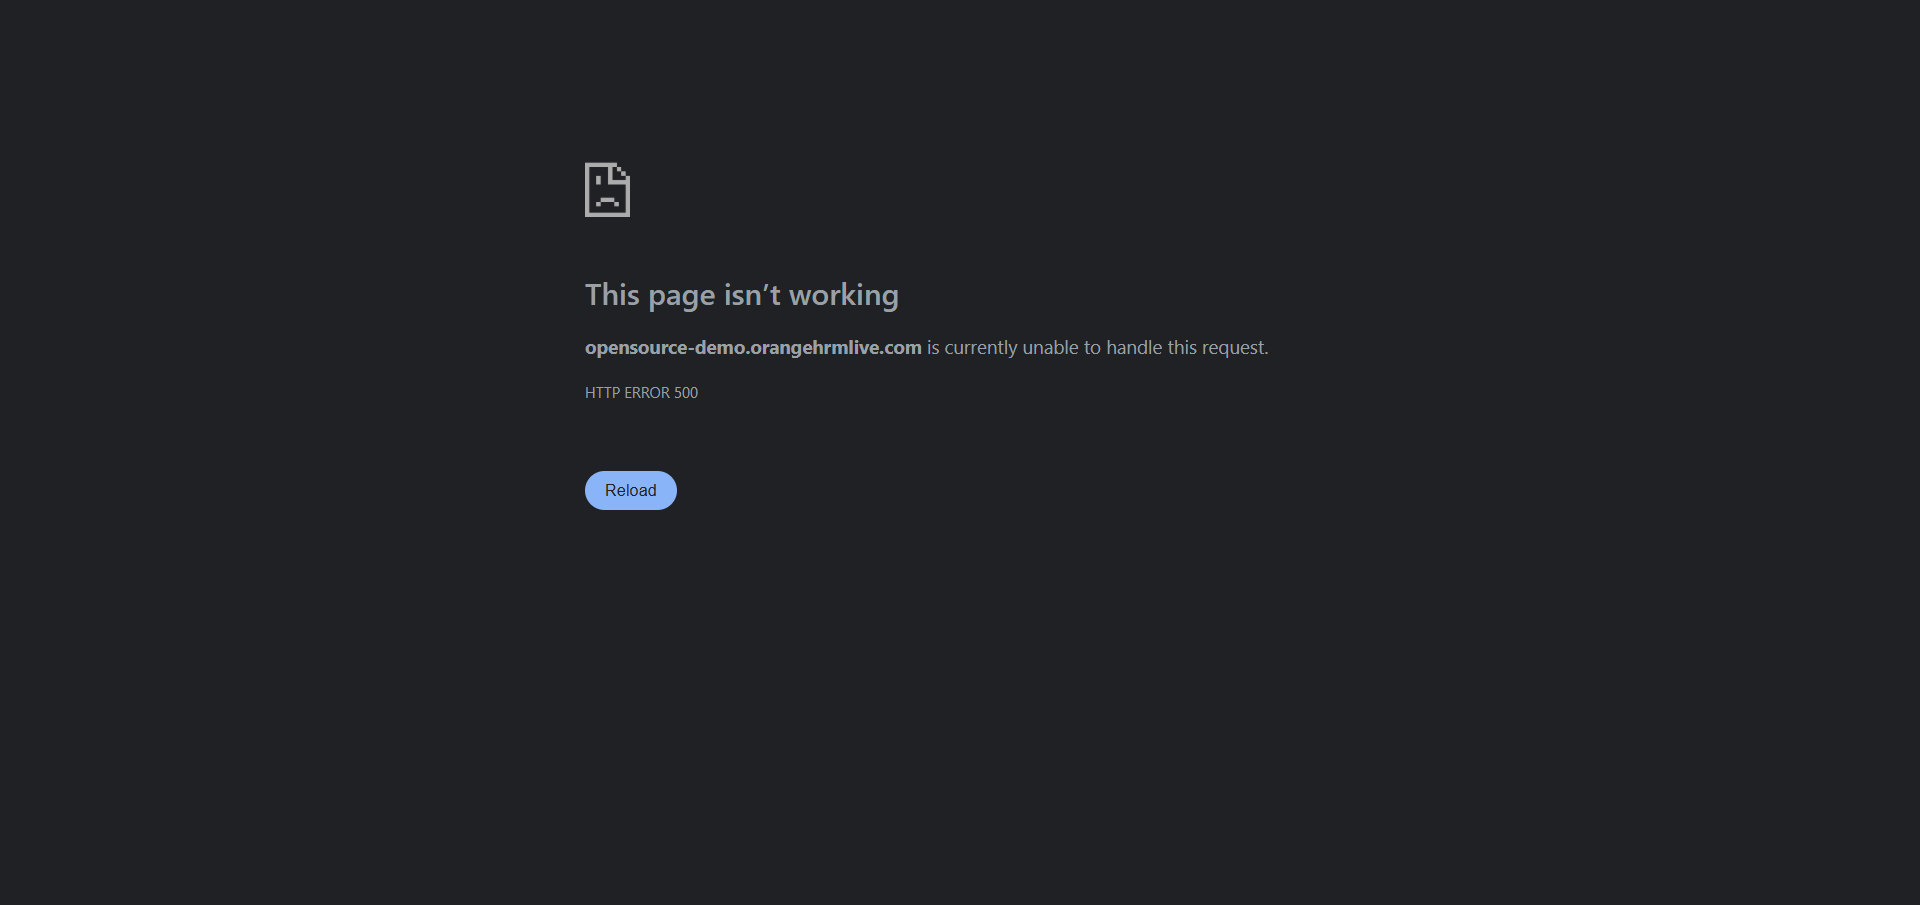 This page isn’t working
opensource-demo.orangehrmlive.com is currently unable to handle this request.
HTTP ERROR 500
Reload